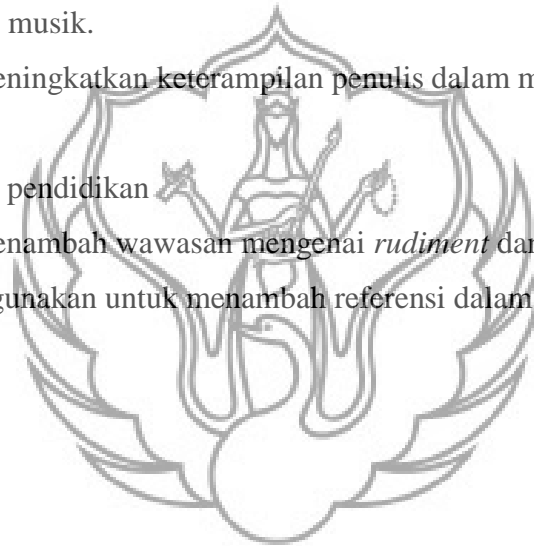 musik.
eningkatkan keterampilan penulis dalam m
pendidikan
enambah wawasan mengenai rudiment dan
gunakan untuk menambah referensi dalam